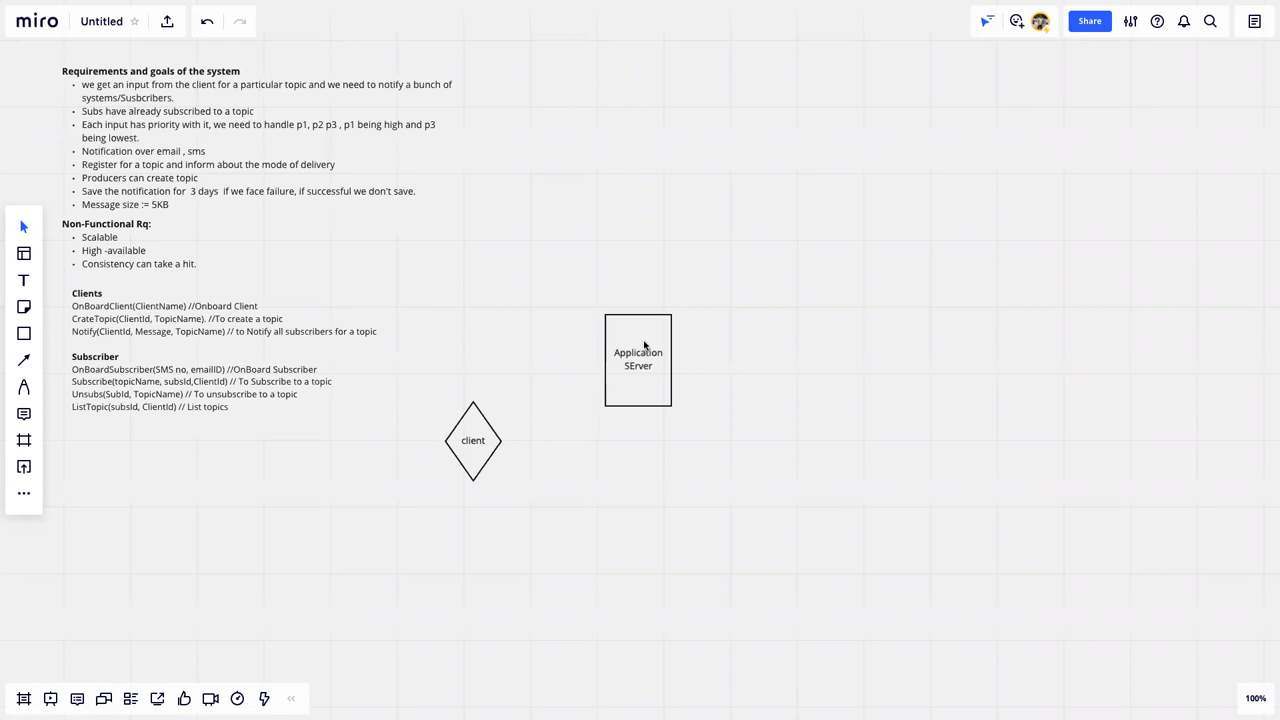 miro
Untitled
Share
Requirements and goals of the system
we get an input from the client for a particular topic and we need to notify a bunch of
systems/Susbcribers.
Subs have already subscribed to a topic
Each input has priority with it, we need to handle p1, p2 p3 , p1 being high and p3
being lowest.
Notification over email , sms
Register for a topic and inform about the mode of delivery
Producers can create topic
Save the notification for 3 days if we face failure, if successful we don't save.
Message size := 5KB
Non-Functional Rq:
Scalable
High -available
Consistency can take a hit.
Clients
OnBoardClient(ClientName) //Onboard Client
CrateTopic(ClientId, TopicName). //To create a topic
Notify(ClientId, Message, TopicName) // to Notify all subscribers for a topic
Subscriber
OnBoardSubscriber(SMS no, emailID) //OnBoard Subscriber
Subscribe(topicName, subsId,ClientId) // To Subscribe to a topic
Unsubs(SubId, TopicName) // To unsubscribe to a topic
ListTopic(subsId, ClientId) // List topics
Application
SErver
client
100%